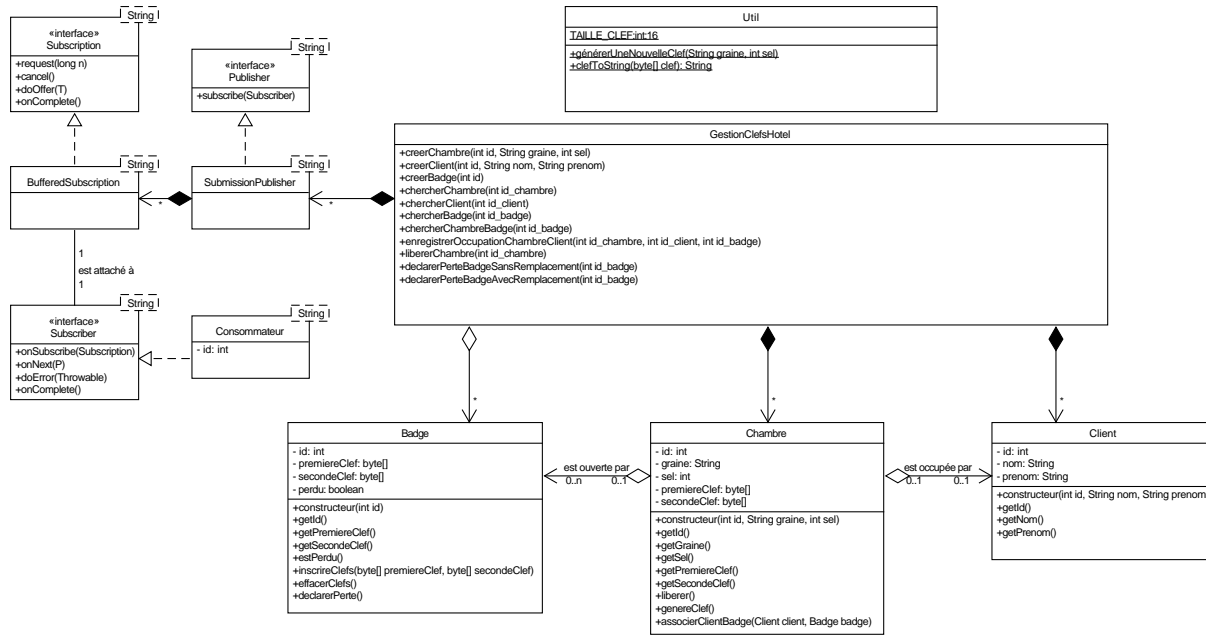 String
«interface»
Subscription
+request(long n)
+cancel()
+doOffer(T)
+onComplete()
String
«interface»
Publisher
+subscribe(Subscriber)
Util
TAILLE_CLEF:int:16
+générerUneNouvelleClef(String graine, int sel)
+clefToString(byte[] clef): String
String
BufferedSubscription
*
String
SubmissionPublisher
*
GestionClefsHotel
+creerChambre(int id, String graine, int sel)
+creerClient(int id, String nom, String prenom)
+creerBadge(int id)
+chercherChambre(int id_chambre)
+chercherClient(int id_client)
+chercherBadge(int id_badge)
+chercherChambreBadge(int id_badge)
+enregistrerOccupationChambreClient(int id_chambre, int id_client, int id_badge)
+libererChambre(int id_chambre)
+declarerPerteBadgeSansRemplacement(int id_badge)
+declarerPerteBadgeAvecRemplacement(int id_badge)
1
est attaché à
1
String
«interface»
Subscriber
+onSubscribe(Subscription)
+onNext(P)
+doError(Throwable)
+onComplete()
String
Consommateur
- id: int
*
*
*
Badge
- id: int
- premiereClef: byte[]
- secondeClef: byte[]
- perdu: boolean
+constructeur(int id)
+getId()
+getPremiereClef()
+getSecondeClef()
+estPerdu()
+inscrireClefs(byte[] premiereClef, byte[] secondeClef)
+effacerClefs()
+declarerPerte()
est ouverte par
0..n
0..1
Chambre
- id: int
- graine: String
- sel: int
- premiereClef: byte[]
- secondeClef: byte[]
+constructeur(int id, String graine, int sel)
+getId()
+getGraine()
+getSel()
+getPremiereClef()
+getSecondeClef()
+liberer()
+genereClef()
+associerClientBadge(Client client, Badge badge)
est occupée par
0..1
0..1
Client
- id: int
- nom: String
- prenom: String
+constructeur(int id, String nom, String prenom
+getId()
+getNom()
+getPrenom()